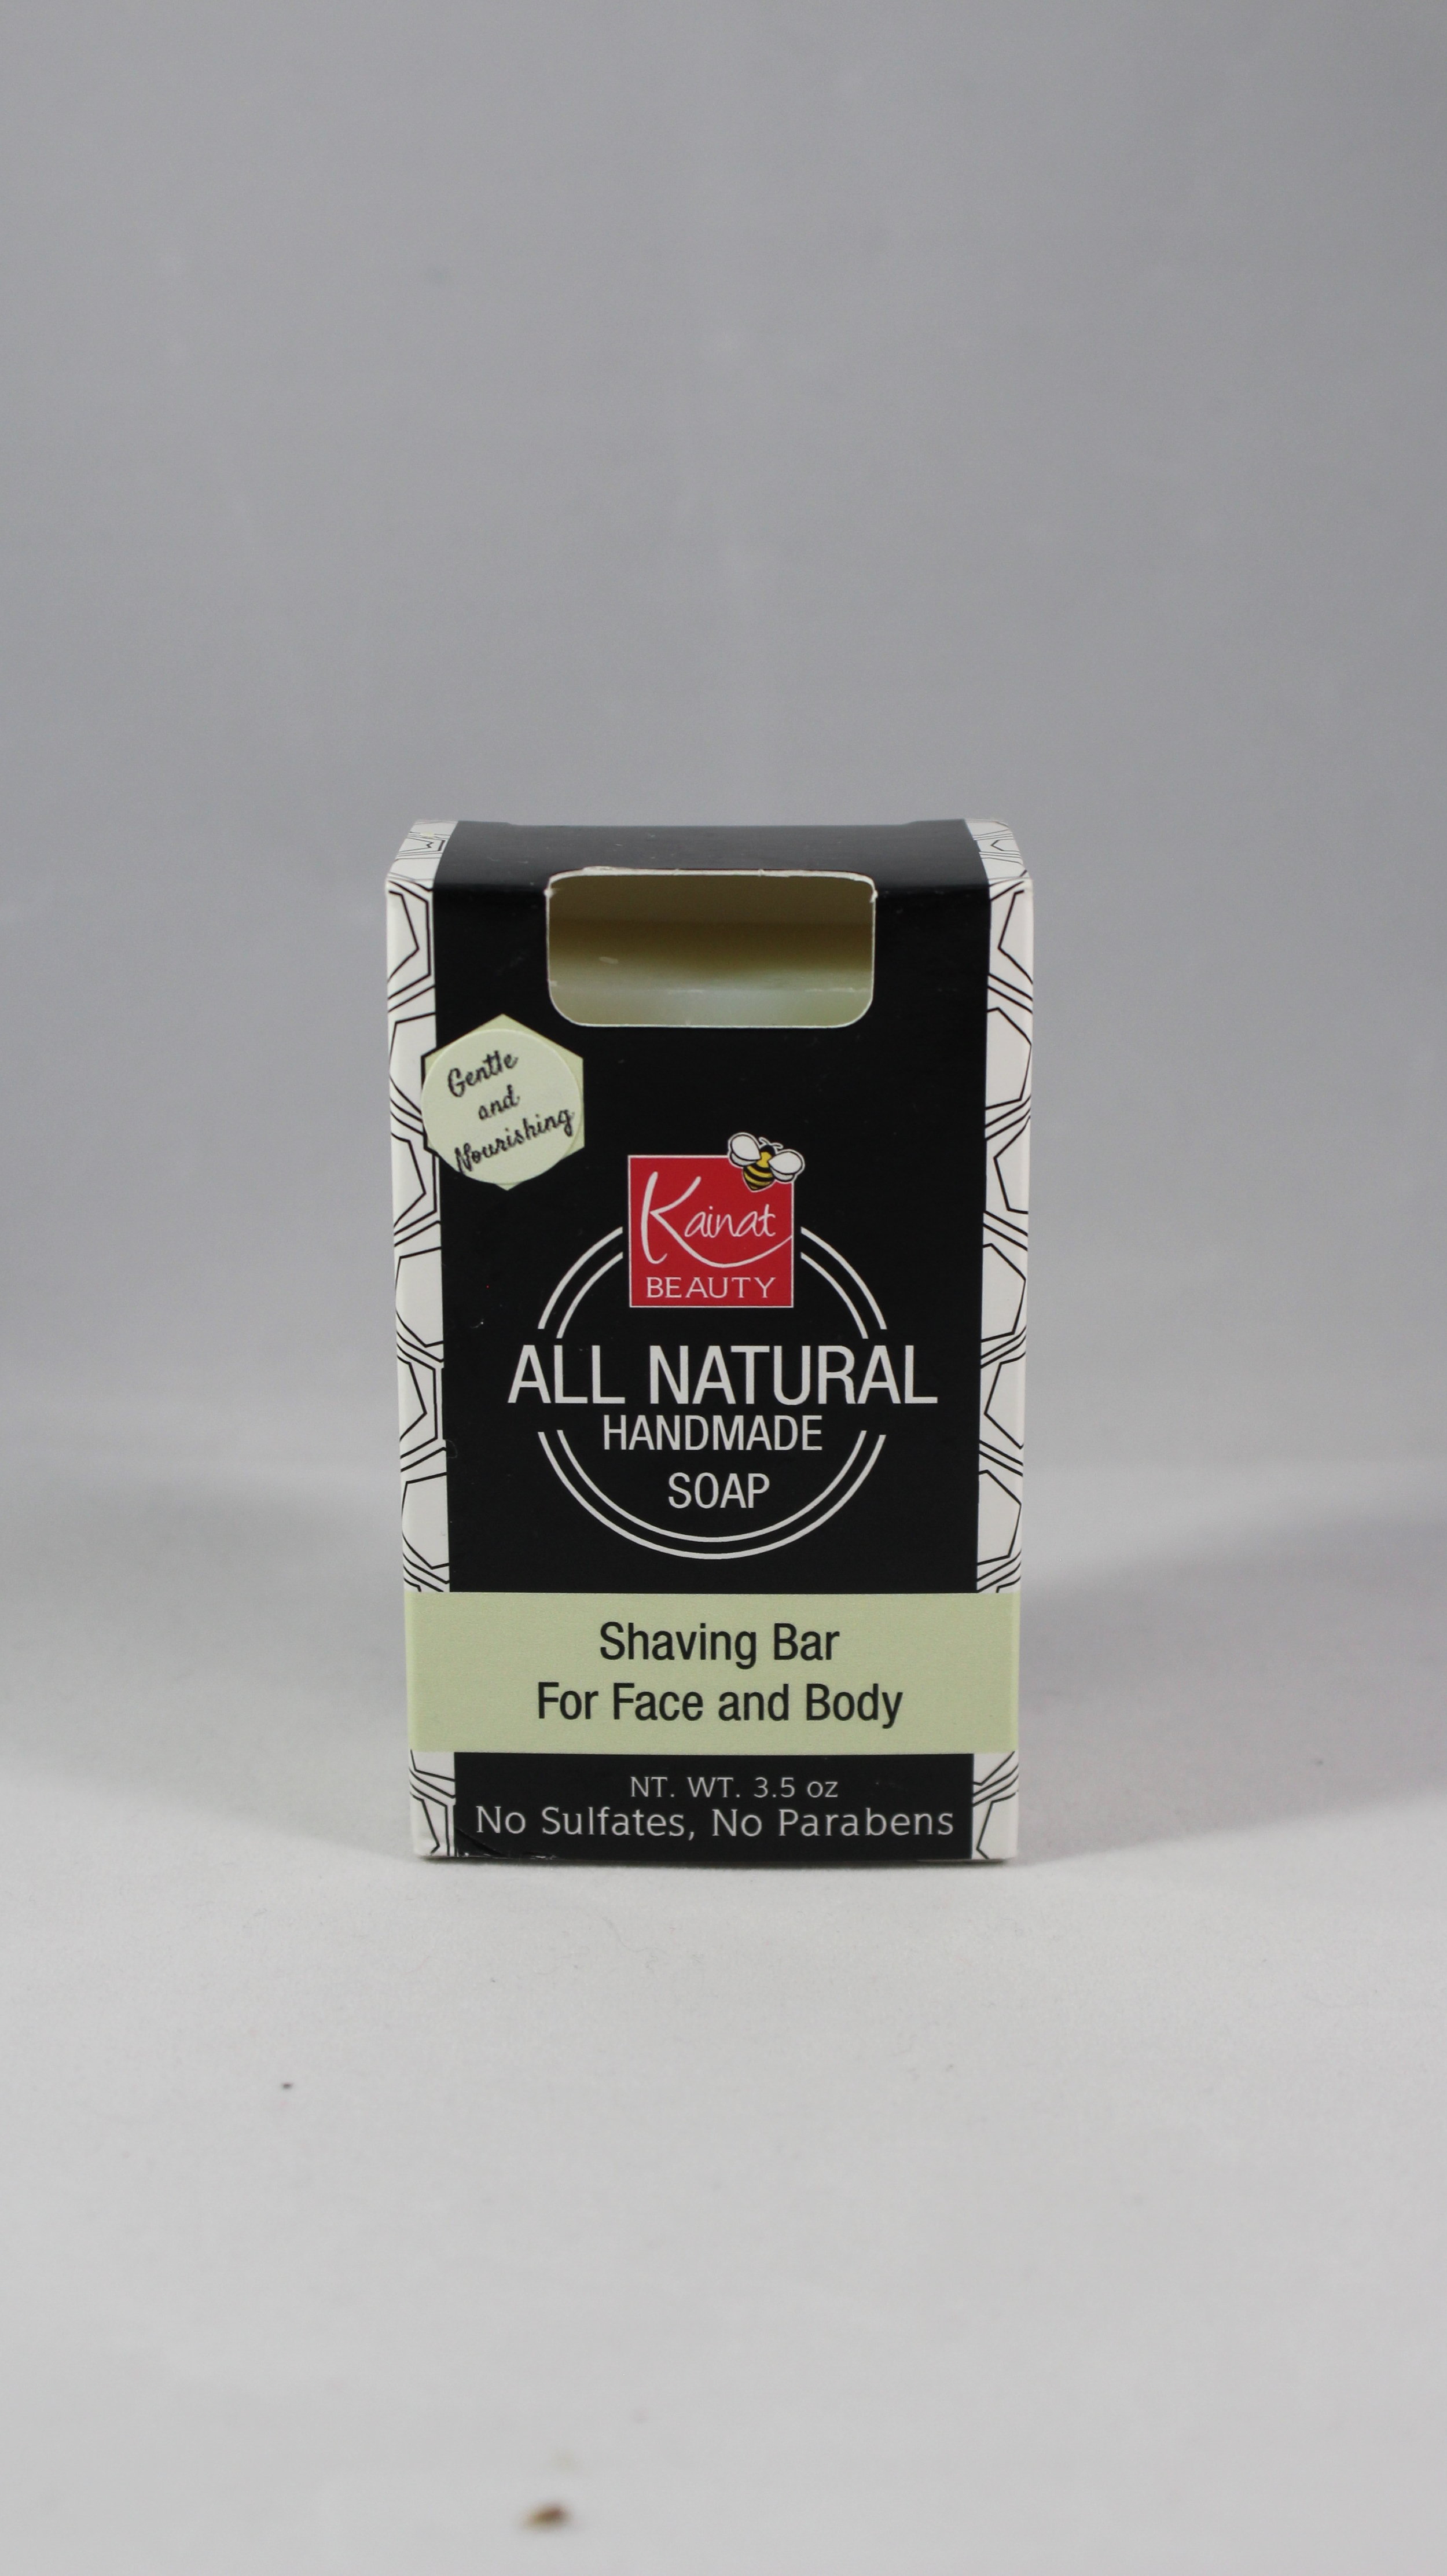 Gentle
and
Nourishing
Kainat
BEAUTY
ALL NATURAL
HANDMADE
SOAP
Shaving Bar
For Face and Body
NT. WT. 3.5 oz
No Sulfates, No Parabens